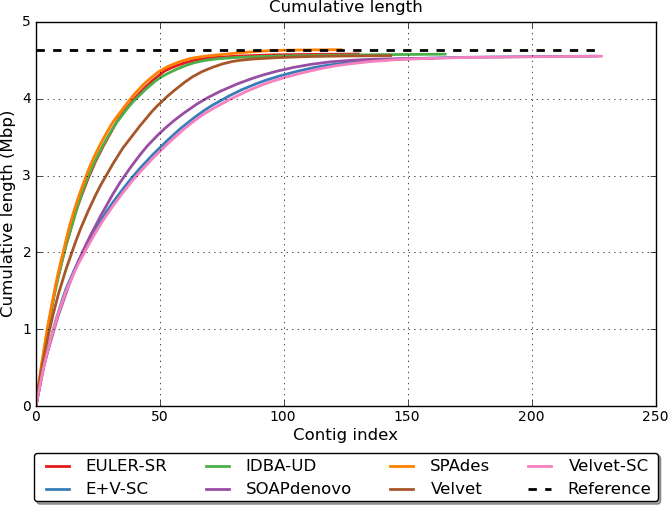 Cumulative length
5
4
3
2
1
0
Cumulative length (Mbp)
0 50 100 150 200 250
Contig index
EULER-SR IDBA-UD SPAdes Velvet-SC
E+V-SC SOAPdenovo Velvet Reference